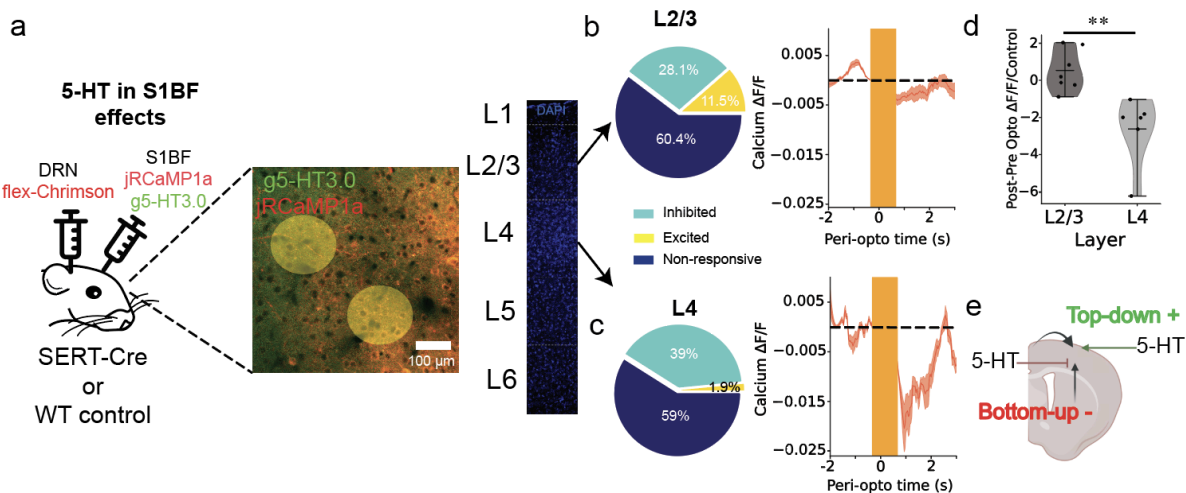 a
5-HT in S1BF
effects
DRN
flex-Chrimson
S1BF
jRCaMP1a
g5-HT3.0
SERT-Cre
or
WT control
g5-HT3.0
jRCaMP1a
100 µm
DAPI
L1
L2/3
L4
L5
L6
b
L2/3
28.1%
11.5%
60.4%
Inhibited
Excited
Non-responsive
Calcium ΔF/F
0.005
−0.005
−0.015
−0.025
-2
0
2
Peri-opto time (s)
c
L4
39%
1.9%
59%
Calcium ΔF/F
0.005
−0.005
−0.015
−0.025
-2
0
2
Peri-opto time (s)
d
**
Post-Pre Opto ΔF/F/Control
2
0
−2
−4
−6
L2/3
L4
Layer
e
Top-down +
5-HT
5-HT
Bottom-up -